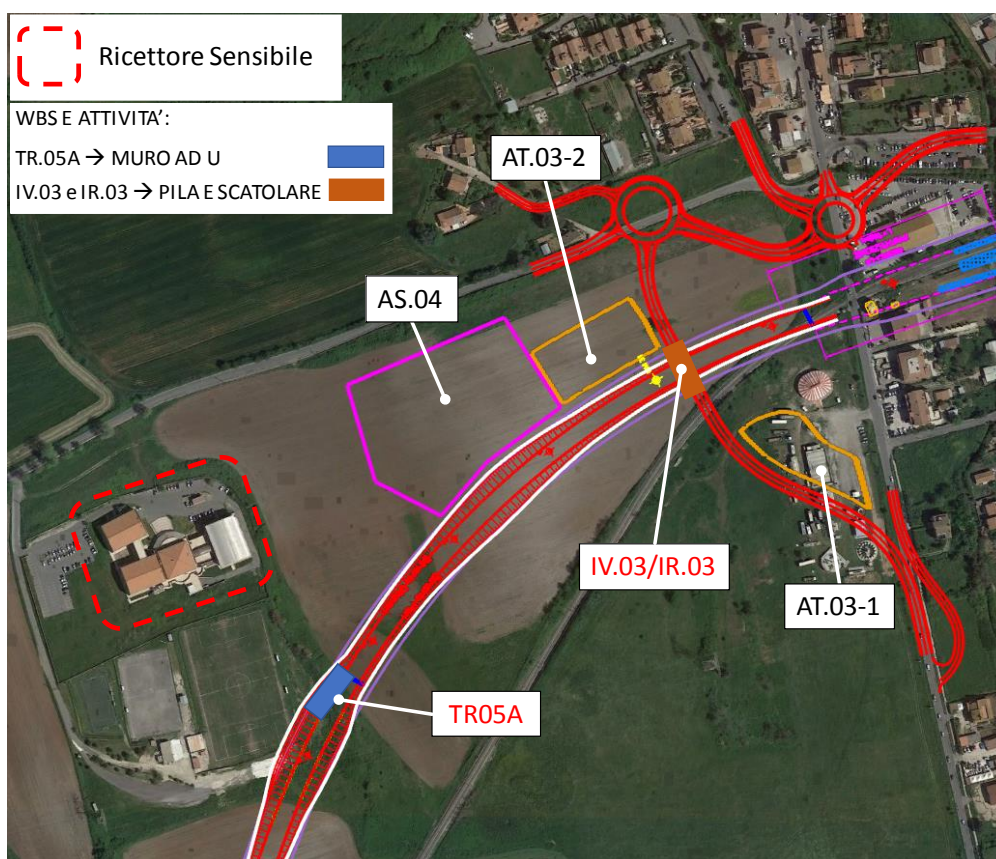 Ricettore Sensibile
WBS E ATTIVITA’:
TR.05A → MURO AD U
IV.03 e IR.03 → PILA E SCATOLARE
AT.03-2
AS.04
IV.03/IR.03
AT.03-1
TR05A